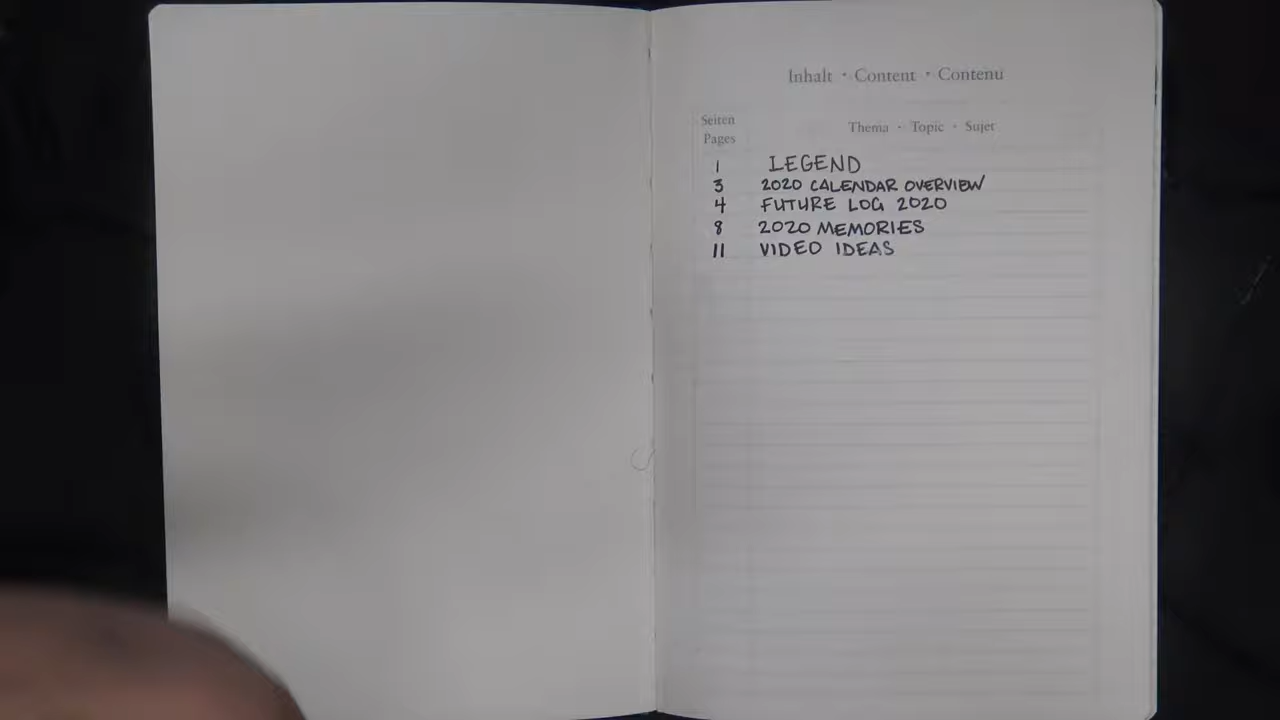 Inhalt · Content · Contenu
Seiten
Pages
Thema · Topic · Sujet
1 LEGEND
3 2020 CALENDAR OVERVIEW
4 FUTURE LOG 2020
8 2020 MEMORIES
11 VIDEO IDEAS